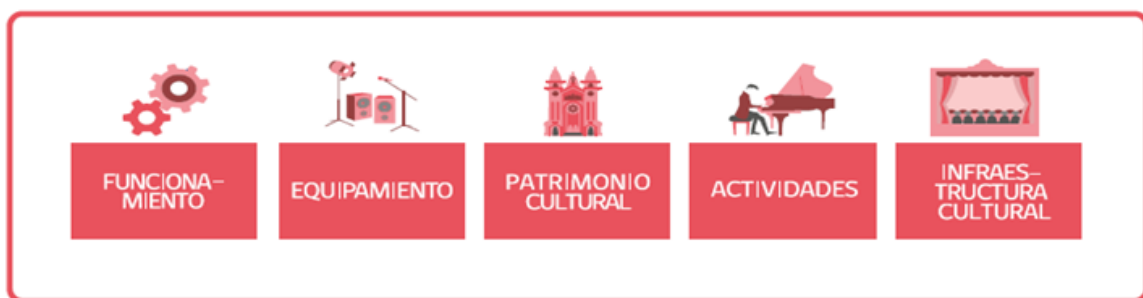 FUNCIONA–
MIENTO
EQUIPAMIENTO
PATRIMONIO
CULTURAL
ACTIVIDADES
INFRAES–
TRUCTURA
CULTURAL